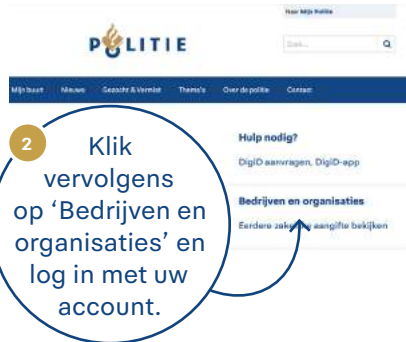 Naar Mijn Politie
POLITIE
Zoek...
Mijn buurt Nieuws Gezocht & Vermist Thema's Over de politie Contact
2
Klik
vervolgens
op ‘Bedrijven en
organisaties’ en
log in met uw
account.
Hulp nodig?
DigiD aanvragen, DigiD-app
Bedrijven en organisaties
Eerdere zakelijke aangifte bekijken